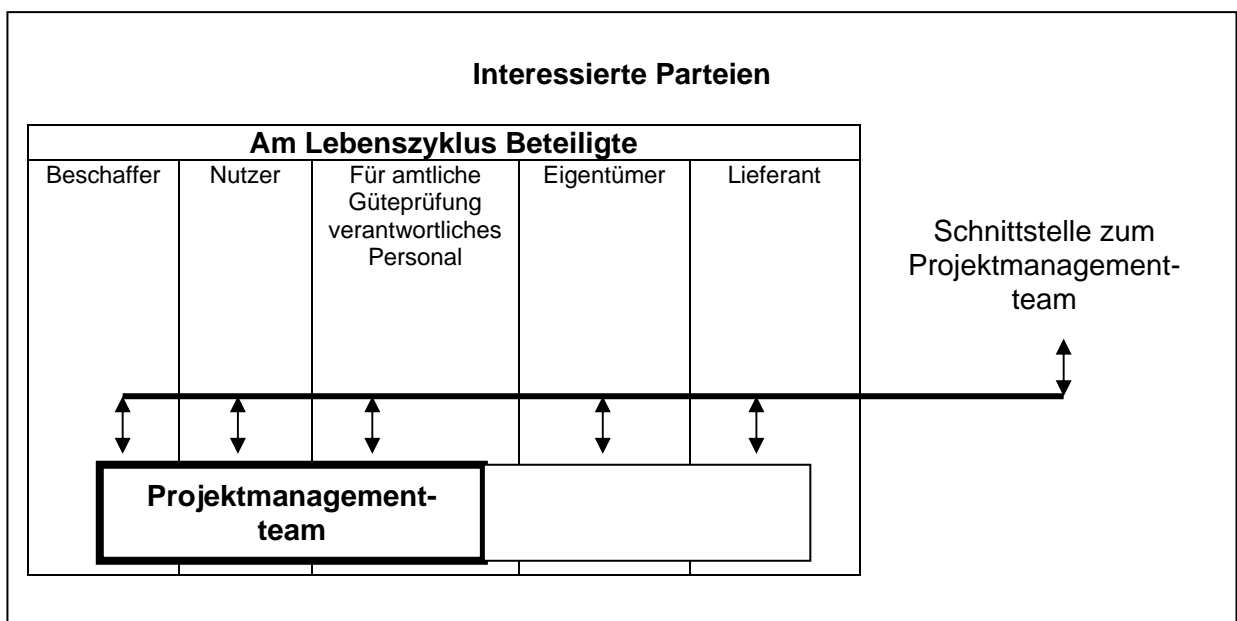 Interessierte Parteien
Am Lebenszyklus Beteiligte
Beschaffer
Nutzer
Für amtliche
Güteprüfung
verantwortliches
Personal
Eigentümer
Lieferant
Schnittstelle zum
Projektmanagement-
team
Projektmanagement-
team